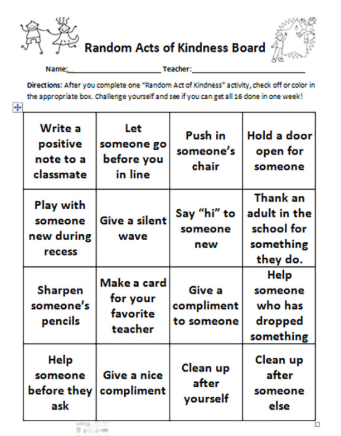 Random Acts of Kindness Board
Name: Teacher:
Directions: After you complete one “Random Act of Kindness” activity, check off or color in
the appropriate box. Challenge yourself and see if you can get all 16 done in one week!
Write a
positive
note to a
classmate
Let
someone go
before you
in line
Push in
someone’s
chair
Hold a door
open for
someone
Play with
someone
new during
recess
Give a silent
wave
Say “hi” to
someone
new
Thank an
adult in the
school for
something
they do.
Sharpen
someone’s
pencils
Make a card
for your
favorite
teacher
Give a
compliment
to someone
Help
someone
who has
dropped
something
Help
someone
before they
ask
Give a nice
compliment
Clean up
after
yourself
Clean up
after
someone
else